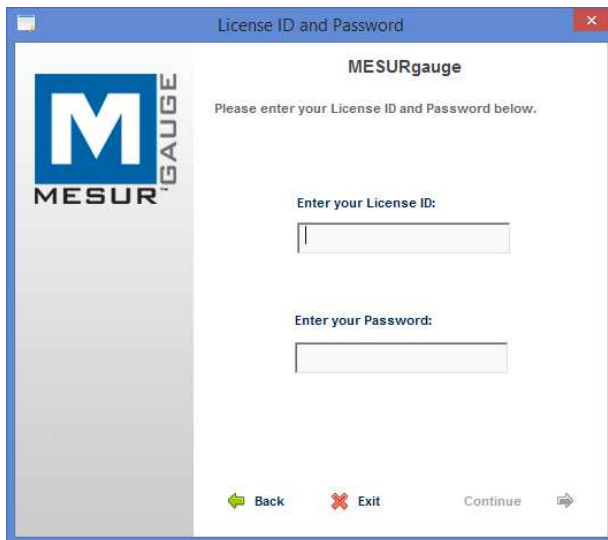 License ID and Password
M
MESUR™
GAUGE
MESURgauge
Please enter your License ID and Password below.
Enter your License ID:
Enter your Password:
Back
Exit
Continue